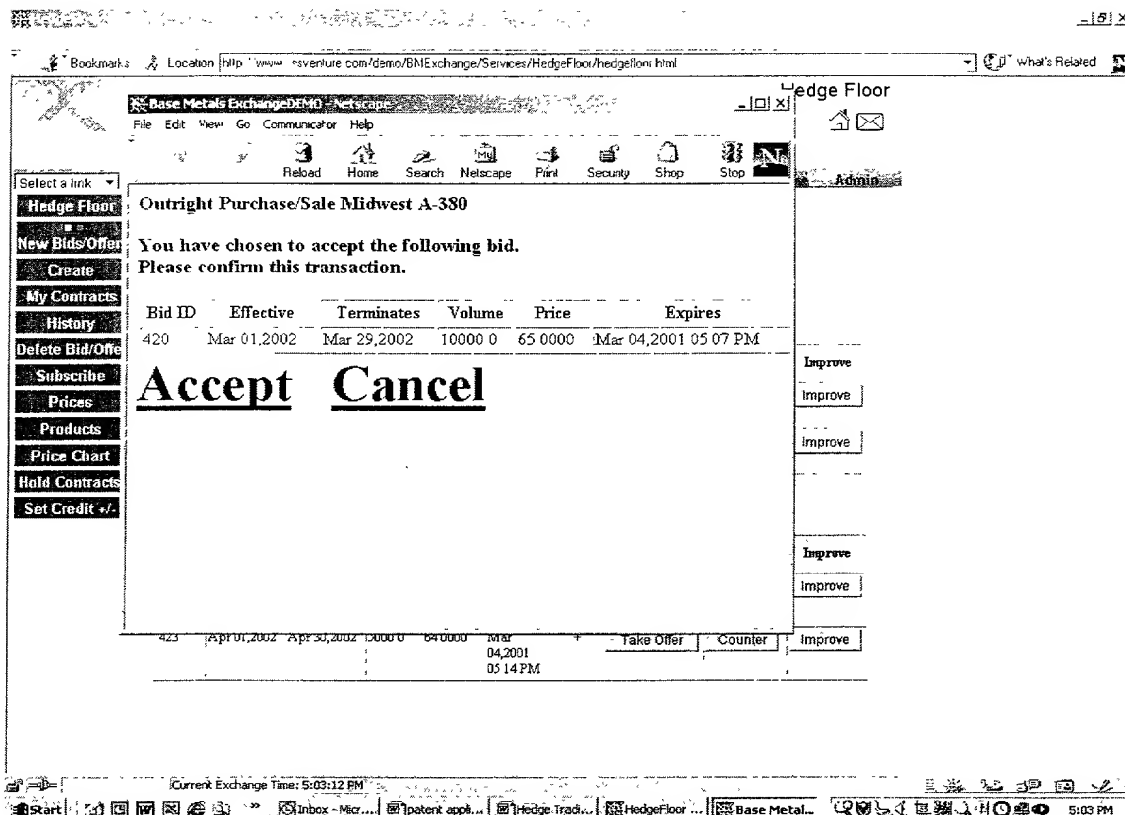 Bookmarks Location http www sventure com/demo/BMExchange/Services/HedgeFloor/hedgefloor html What's Related
Hedge Floor
Base Metals ExchangeDEMO - Netscape
File Edit View Go Communicator Help
Reload Home Search Netscape Print Security Shop Stop
Admin
Select a link
Hedge Floor
New Bids/Offer
Create
My Contracts
History
Delete Bid/Offe
Subscribe
Prices
Products
Price Chart
Hold Contracts
Set Credit +/-
Outright Purchase/Sale Midwest A-380
You have chosen to accept the following bid.
Please confirm this transaction.
Bid ID Effective Terminates Volume Price Expires
420 Mar 01,2002 Mar 29,2002 10000 0 65 0000 Mar 04,2001 05 07 PM
Accept Cancel
Improve
Improve
Improve
Improve
Improve
423 Apr 01,2002 Apr 30,2002 0000 0 64 0000 Mar + Take Offer Counter Improve
04,2001
05 14 PM
Current Exchange Time: 5:03:12 PM
Start Inbox - Micr... patent appli... Hedge Tradi... HedgeFloor ... Base Metal... 5:03 PM